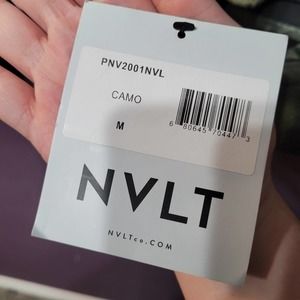 PNV2001NVL
CAMO
M
6 80645 70447 3
NVLT
NVLTco.COM